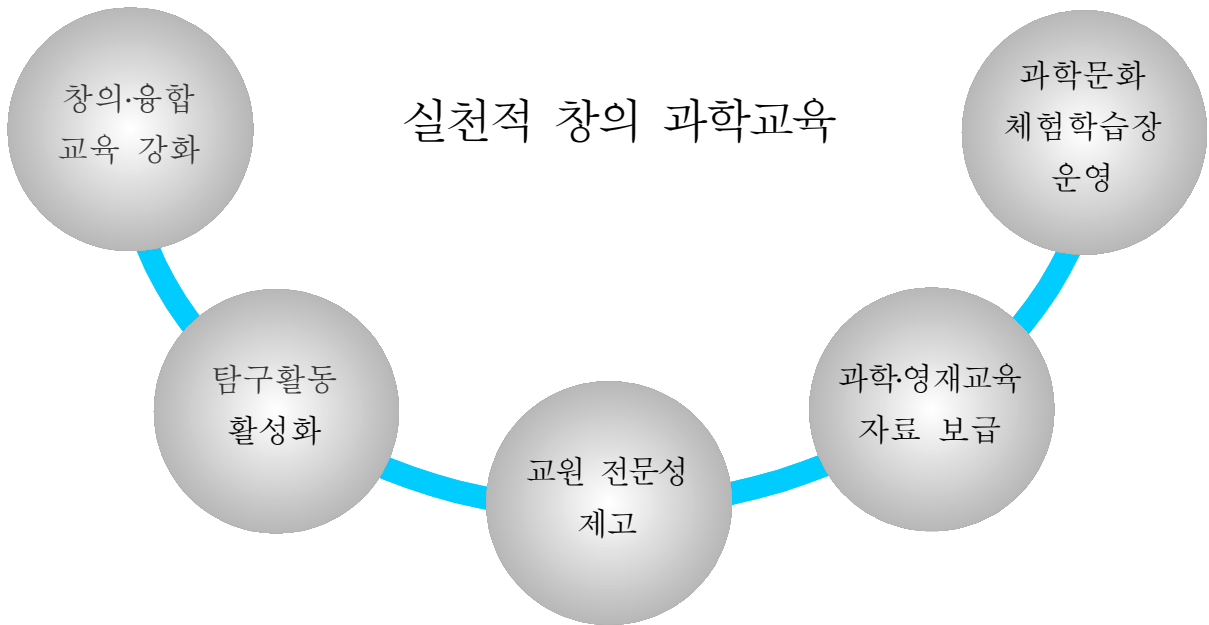 실천적 창의 과학교육
창의·융합
교육 강화
탐구활동
활성화
교원 전문성
제고
과학·영재교육
자료 보급
과학문화
체험학습장
운영